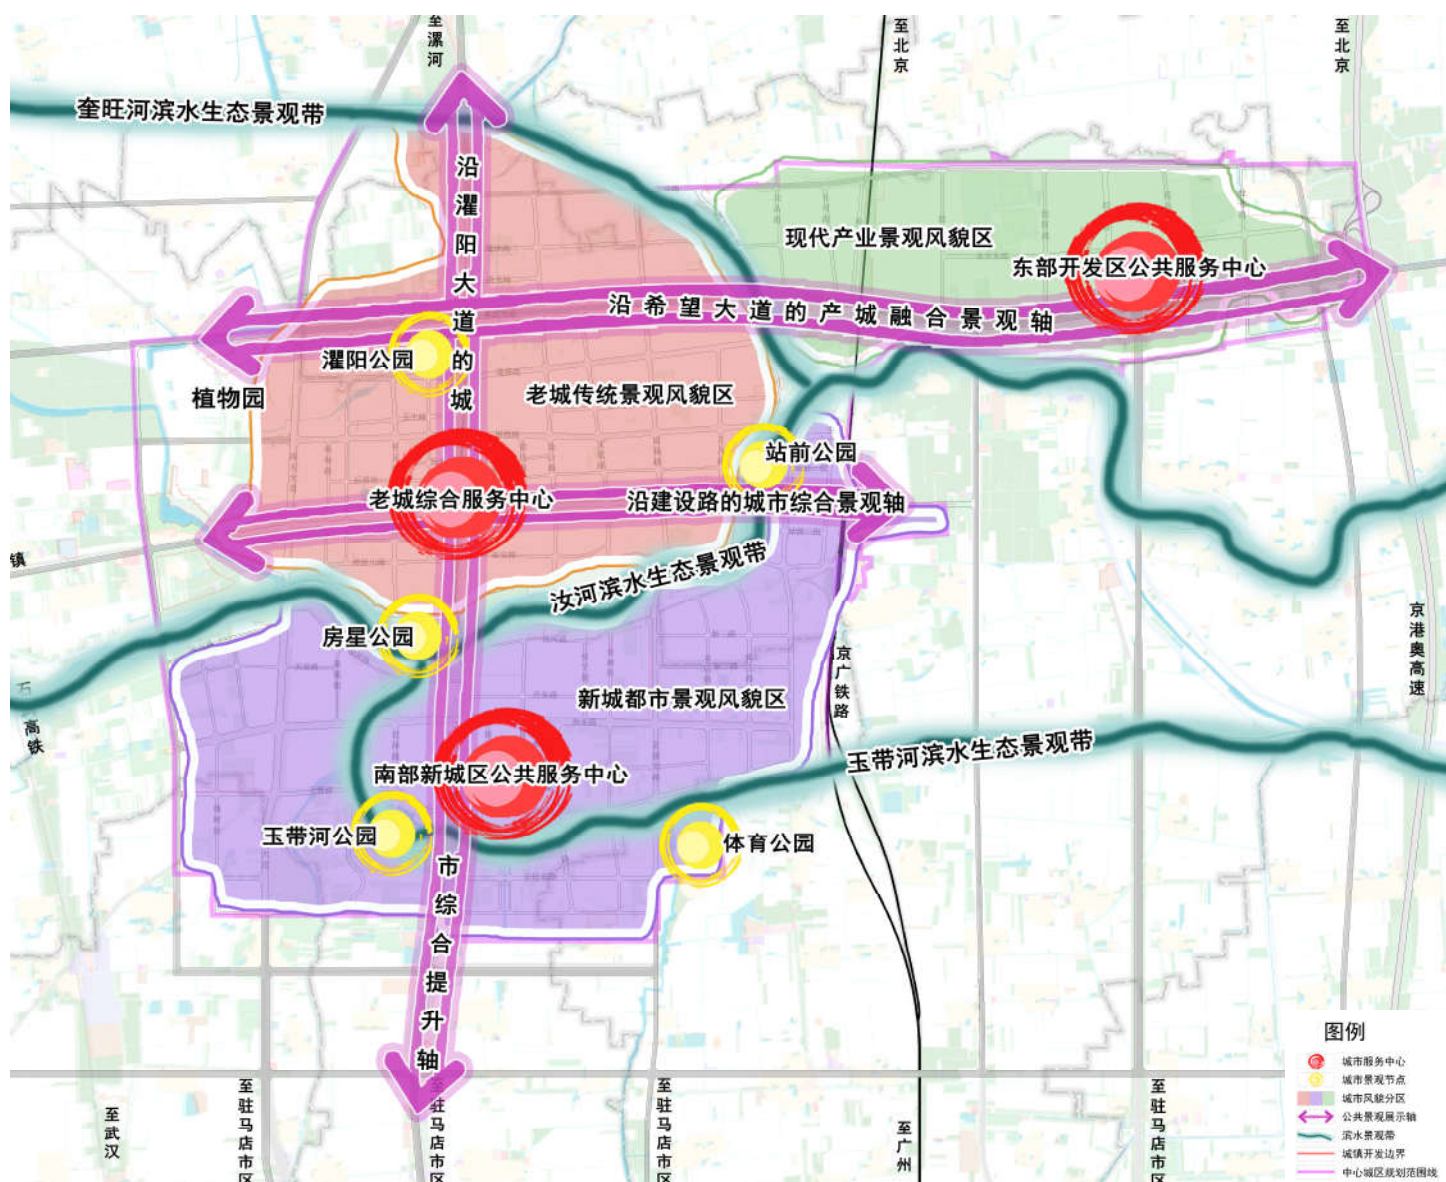 至漯河
至北京
至北京
奎旺河滨水生态景观带
沿濯阳大道的城市综合提升轴
现代产业景观风貌区
东部开发区公共服务中心
沿希望大道的产城融合景观轴
濯阳公园
植物园
老城传统景观风貌区
站前公园
老城综合服务中心
沿建设路的城市综合景观轴
镇
汝河滨水生态景观带
房星公园
京港奥高速
京广铁路
新城都市景观风貌区
高铁
玉带河滨水生态景观带
南部新城区公共服务中心
玉带河公园
体育公园
至武汉
至驻马店市区
至驻马店市区
至驻马店市区
至广州
至驻马店市区
图例
城市服务中心
城市景观节点
城市风貌分区
公共景观展示轴
滨水景观带
城镇开发边界
中心城区规划范围线